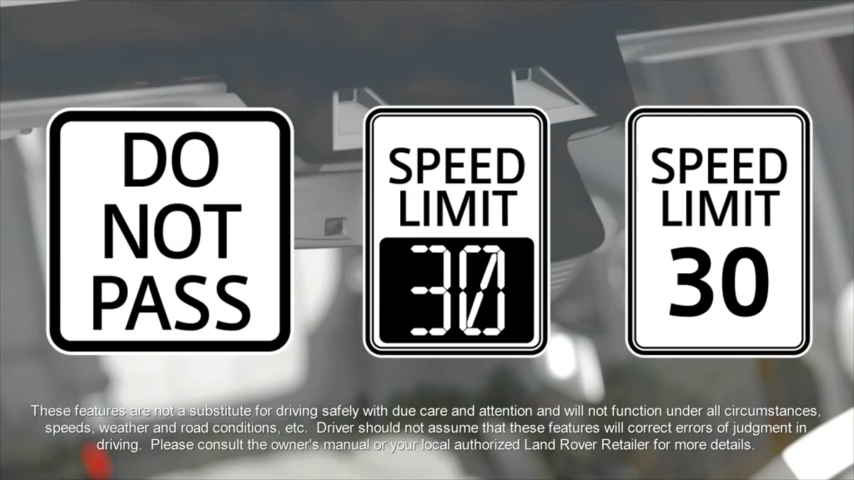 DO
NOT
PASS
SPEED
LIMIT
30
SPEED
LIMIT
30
These features are not a substitute for driving safely with due care and attention and will not function under all circumstances,
speeds, weather and road conditions, etc.  Driver should not assume that these features will correct errors of judgment in
driving.  Please consult the owner's manual or your local authorized Land Rover Retailer for more details.